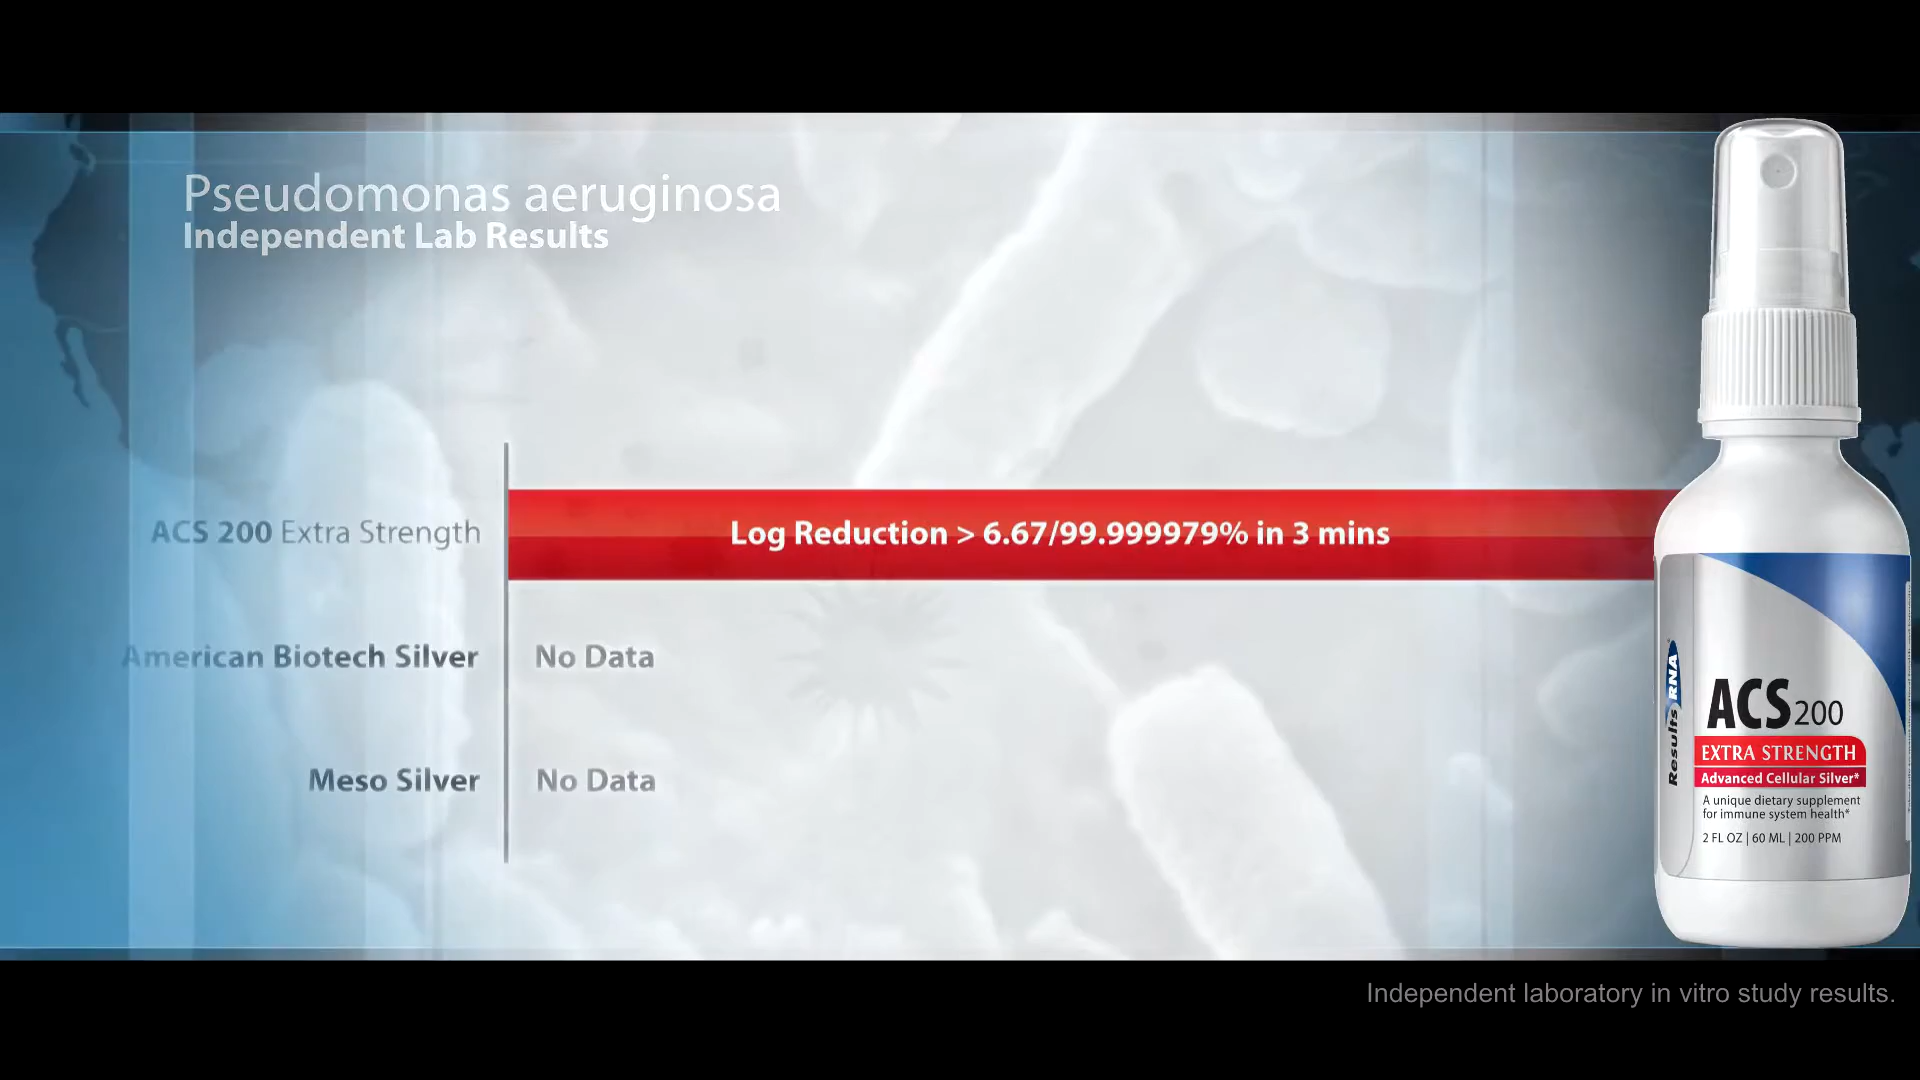 Pseudomonas aeruginosa
Independent Lab Results
ACS 200 Extra Strength
Log Reduction > 6.67/99.999979% in 3 mins
American Biotech Silver
No Data
Meso Silver
No Data
Results RNA
ACS 200
EXTRA STRENGTH
Advanced Cellular Silver*
A unique dietary supplement
for immune system health*
2 FL OZ | 60 ML | 200 PPM
Independent laboratory in vitro study results.